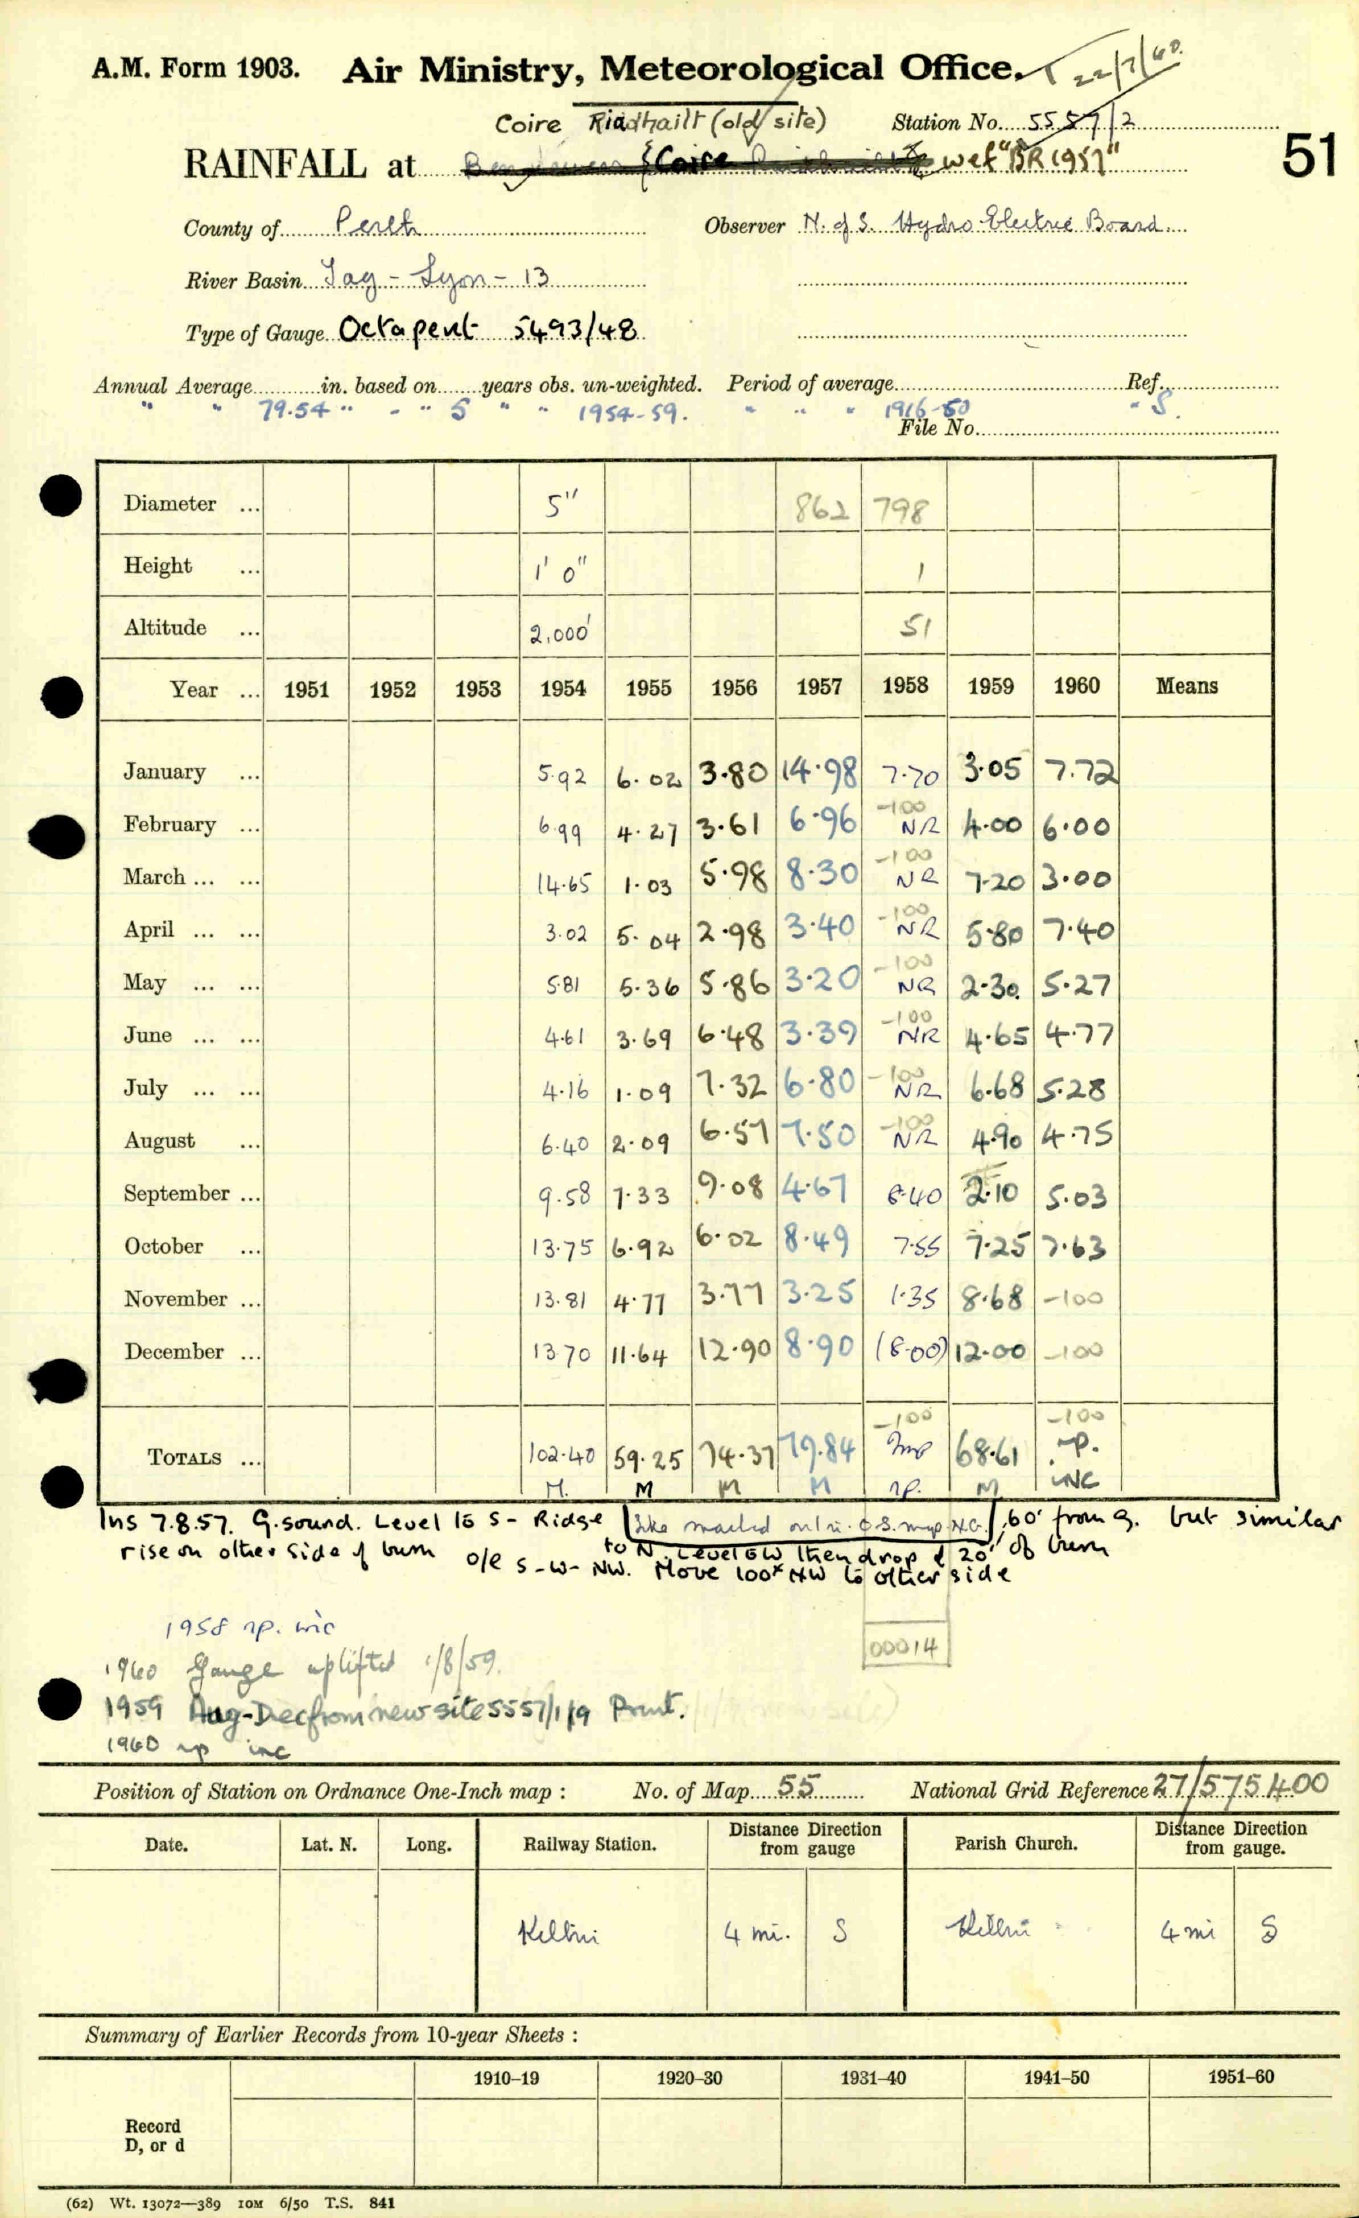 A.M. Form 1903. Air Ministry, Meteorological Office. 22/7/60.
Coire Riadhailt (old site) Station No. 5557/2
RAINFALL at Coire wef "BR 1957" 51
County of Perth Observer N. of S. Hydro-Electric Board.
River Basin Tay - Lyon - 13
Type of Gauge Octapent 5493/48
Annual Average in. based on years obs. un-weighted. Period of average Ref.
" " 79.54 " - " 5 " " 1954-59. " " " 1916-50 " S.
File No.
Diameter ... 5" 862 798
Height ... 1' 0" 1
Altitude ... 2,000' 51
Year ... 1951 1952 1953 1954 1955 1956 1957 1958 1959 1960 Means
January ... 5.92 6.02 3.80 14.98 7.70 3.05 7.72
February ... 6.99 4.27 3.61 6.96 -100 NR 4.00 6.00
March ... ... 14.65 1.03 5.98 8.30 -100 NR 7.20 3.00
April ... ... 3.02 5.04 2.98 3.40 -100 NR 5.80 7.40
May ... ... 5.81 5.36 5.86 3.20 -100 NR 2.30 5.27
June ... ... 4.61 3.69 6.48 3.39 -100 NR 4.65 4.77
July ... ... 4.16 1.09 7.32 6.80 -100 NR 6.68 5.28
August ... 6.40 2.09 6.57 7.50 -100 NR 4.90 4.75
September ... 9.58 7.33 9.08 4.67 6.40 2.10 5.03
October ... 13.75 6.92 6.02 8.49 7.55 7.25 7.63
November ... 13.81 4.77 3.77 3.25 1.35 8.68 -100
December ... 13.70 11.64 12.90 8.90 (8.00) 12.00 -100
-100 -100
TOTALS ... 102.40 59.25 74.37 79.84 Imp 68.61 np.
M. M M M np. M INC
Ins 7.8.57. G. sound. Level to S - Ridge Site marked on O.S. map N.G. 60' from g. but similar
rise on other side of burn o/e S-W-NW. to N. Level 6W then drop of 20' of burn
Move 100x NW to other side
1958 np. inc
00014
1960 Gauge uplifted 1/8/59.
1959 Aug-Dec from new site 5557/1/9 Print.
1960 np inc
Position of Station on Ordnance One-Inch map : No. of Map 55 National Grid Reference 27/575400
Date. Lat. N. Long. Railway Station. Distance from Direction gauge Parish Church. Distance from Direction gauge.
Killin 4 mi. S Killin 4 mi S
Summary of Earlier Records from 10-year Sheets :
1910–19 1920–30 1931–40 1941–50 1951–60
Record
D, or d
(62) Wt. 13072—389 10M 6/50 T.S. 841